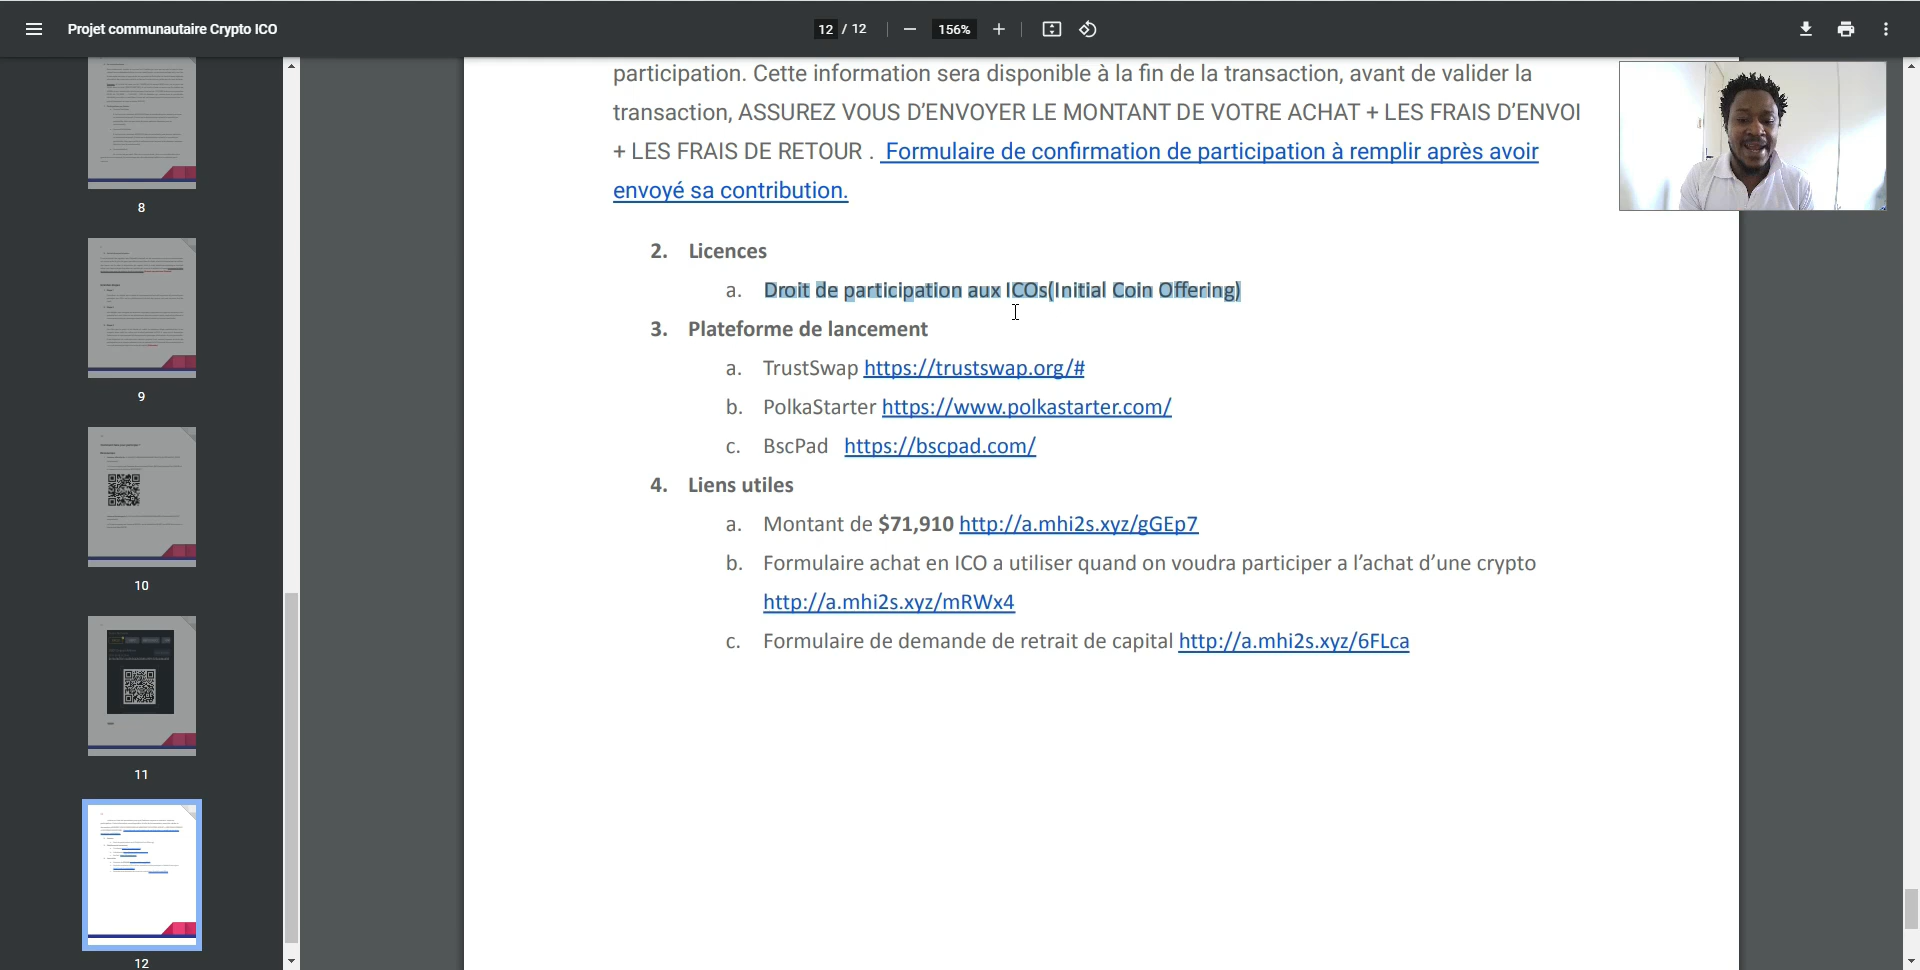 Projet communautaire Crypto ICO
12 / 12
156%
participation. Cette information sera disponible à la fin de la transaction, avant de valider la
transaction, ASSUREZ VOUS D'ENVOYER LE MONTANT DE VOTRE ACHAT + LES FRAIS D'ENVOI
+ LES FRAIS DE RETOUR . Formulaire de confirmation de participation à remplir après avoir
envoyé sa contribution.
2. Licences
a. Droit de participation aux ICOs(Initial Coin Offering)
3. Plateforme de lancement
a. TrustSwap https://trustswap.org/#
b. PolkaStarter https://www.polkastarter.com/
c. BscPad https://bscpad.com/
4. Liens utiles
a. Montant de $71,910 http://a.mhi2s.xyz/gGEp7
b. Formulaire achat en ICO a utiliser quand on voudra participer a l'achat d'une crypto
http://a.mhi2s.xyz/mRWx4
c. Formulaire de demande de retrait de capital http://a.mhi2s.xyz/6FLca
8
9
10
11
12